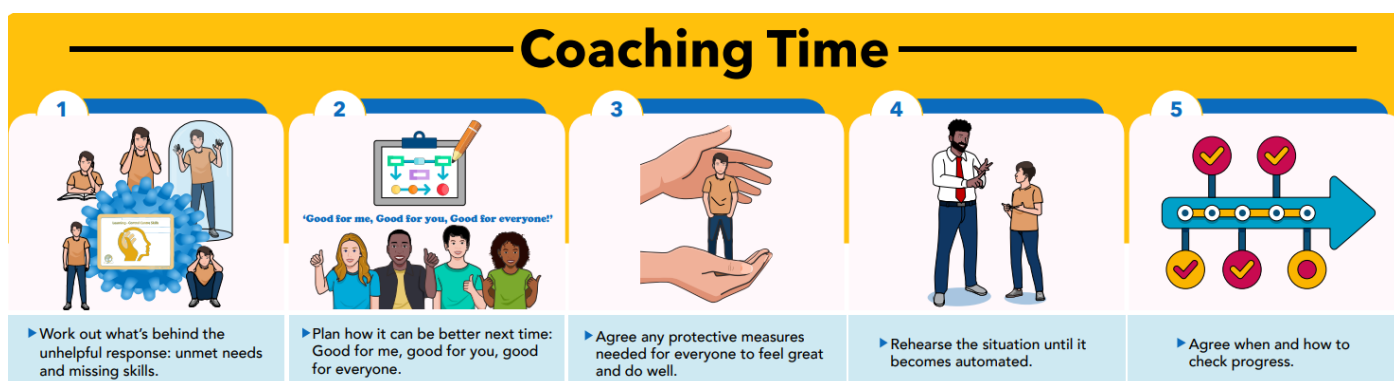 Coaching Time
1
2
3
4
5
'Good for me, Good for you, Good for everyone!'
Work out what's behind the
unhelpful response: unmet needs
and missing skills.
Plan how it can be better next time:
Good for me, good for you, good
for everyone.
Agree any protective measures
needed for everyone to feel great
and do well.
Rehearse the situation until it
becomes automated.
Agree when and how to
check progress.